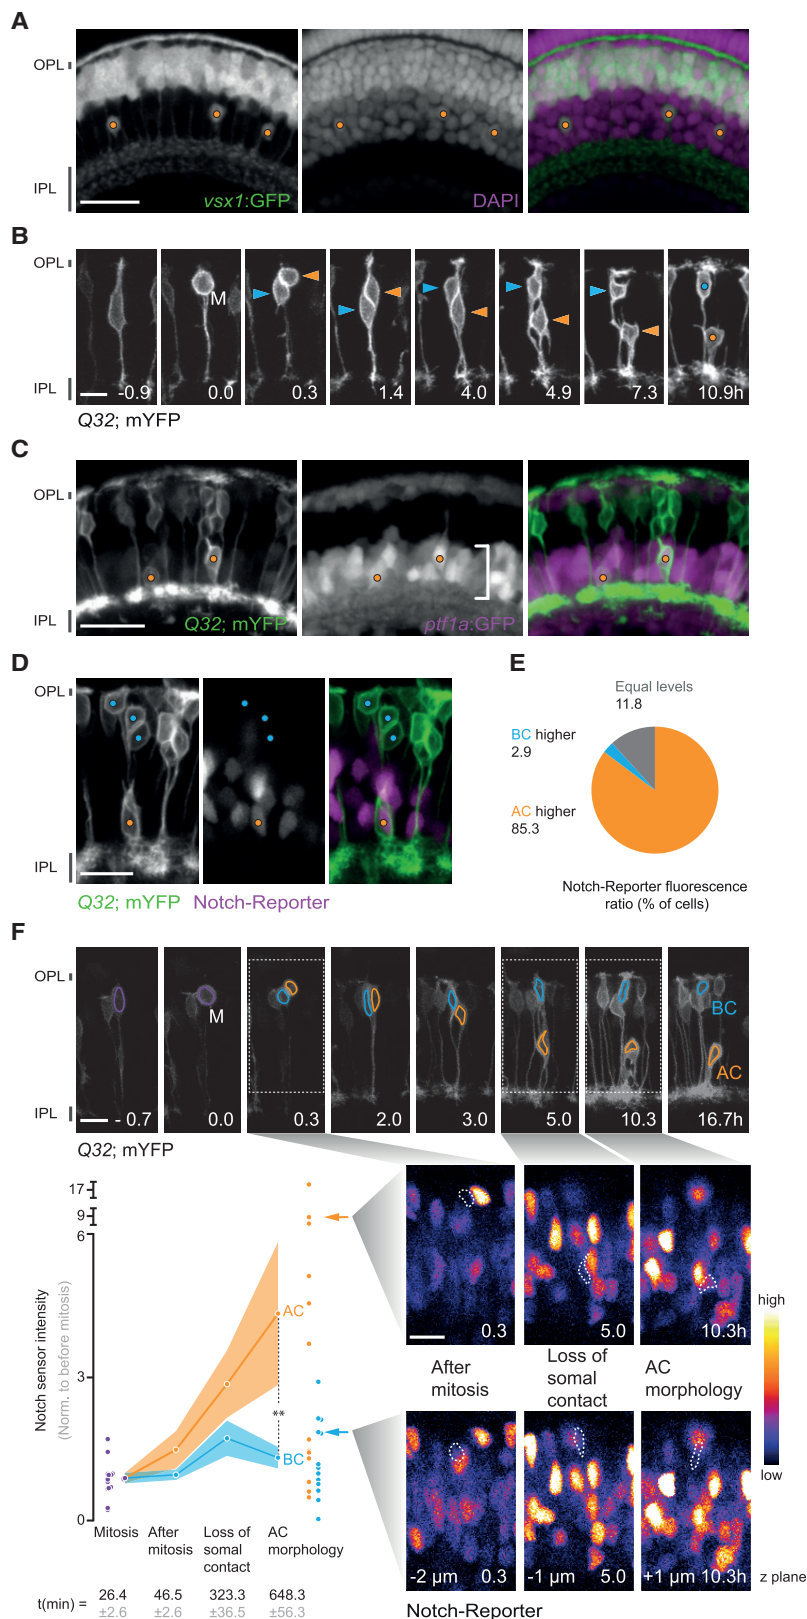 A
OPL
IPL
vsx1:GFP
DAPI
B
OPL
M
IPL
-0.9
0.0
0.3
1.4
4.0
4.9
7.3
10.9h
Q32; mYFP
C
OPL
IPL
Q32; mYFP
ptf1a:GFP
D
OPL
IPL
Q32; mYFP Notch-Reporter
E
Equal levels
11.8
BC higher
2.9
AC higher
85.3
Notch-Reporter fluorescence
ratio (% of cells)
F
OPL
M
BC
AC
IPL
- 0.7
0.0
0.3
2.0
3.0
5.0
10.3
16.7h
Q32; mYFP
17
9
6
3
0
Notch sensor intensity
(Norm. to before mitosis)
AC
**
BC
Mitosis
After
mitosis
Loss of
somal
contact
AC
morphology
t(min) = 26.4 46.5 323.3 648.3
±2.6 ±2.6 ±36.5 ±56.3
0.3
5.0
10.3h
After
mitosis
Loss of
somal
contact
AC
morphology
high
low
-2 µm 0.3
-1 µm 5.0
+1 µm 10.3h
z plane
Notch-Reporter